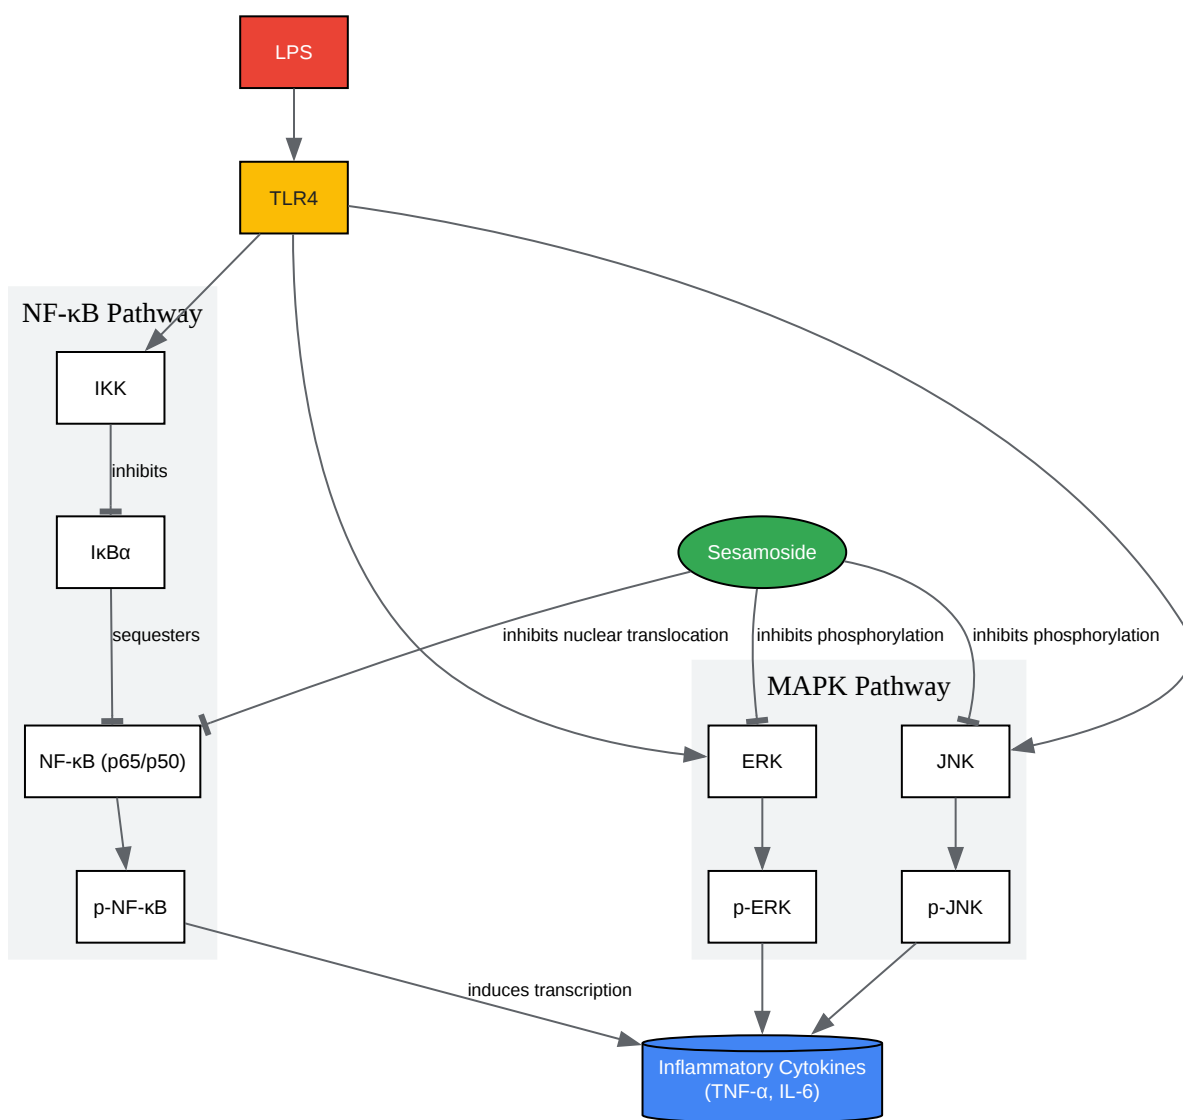 LPS
TLR4
NF-κB Pathway
IKK
inhibits
IκBα
Sesamoside
sequesters
inhibits nuclear translocation
inhibits phosphorylation
inhibits phosphorylation
MAPK Pathway
NF-κB (p65/p50)
ERK
JNK
p-NF-κB
p-ERK
p-JNK
induces transcription
Inflammatory Cytokines
(TNF-α, IL-6)